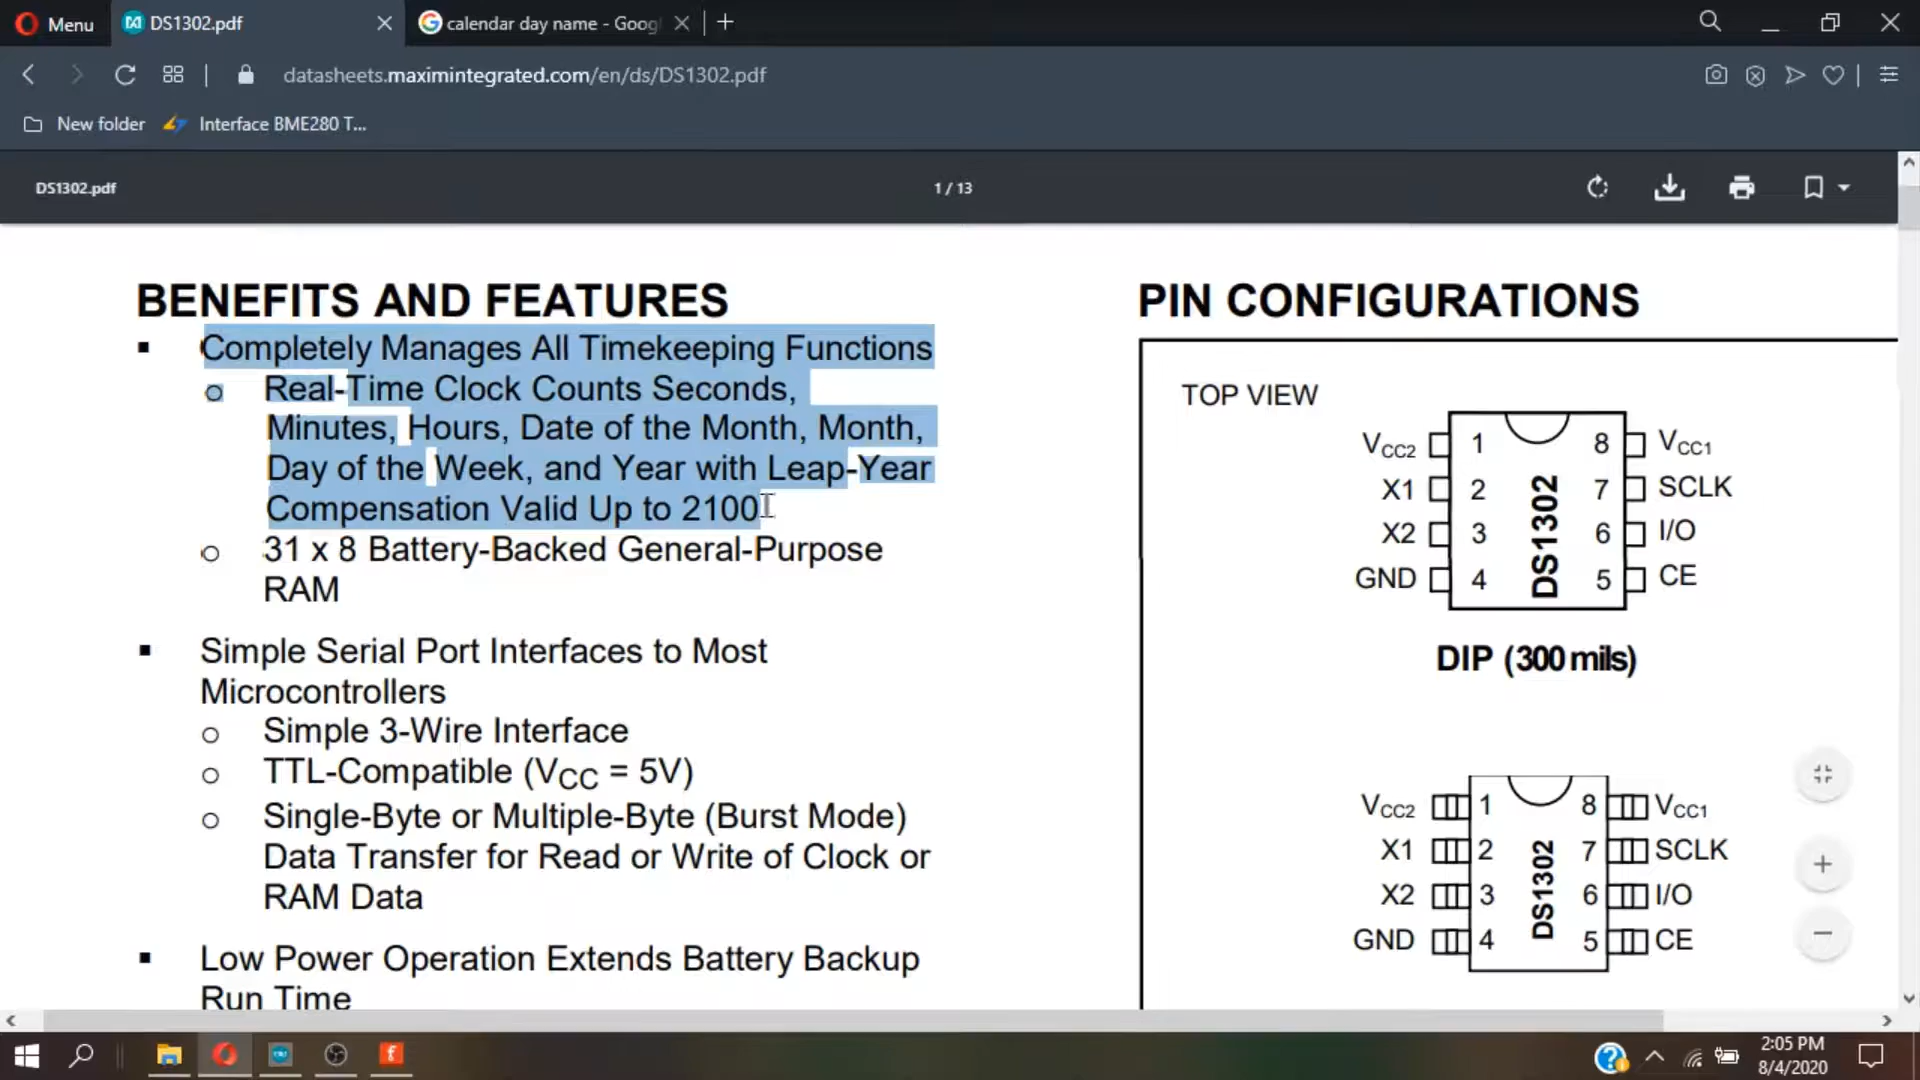 Menu
DS1302.pdf
calendar day name - Goog
datasheets.maximintegrated.com/en/ds/DS1302.pdf
New folder
Interface BME280 T...
DS1302.pdf
1 / 13
BENEFITS AND FEATURES
▪ Completely Manages All Timekeeping Functions
o Real-Time Clock Counts Seconds,
Minutes, Hours, Date of the Month, Month,
Day of the Week, and Year with Leap-Year
Compensation Valid Up to 2100
o 31 x 8 Battery-Backed General-Purpose
RAM
▪ Simple Serial Port Interfaces to Most
Microcontrollers
o Simple 3-Wire Interface
o TTL-Compatible (VCC = 5V)
o Single-Byte or Multiple-Byte (Burst Mode)
Data Transfer for Read or Write of Clock or
RAM Data
▪ Low Power Operation Extends Battery Backup
Run Time
PIN CONFIGURATIONS
TOP VIEW
VCC2 1 8 VCC1
X1 2 7 SCLK
X2 3 6 I/O
GND 4 5 CE
DS1302
DIP (300 mils)
VCC2 1 8 VCC1
X1 2 7 SCLK
X2 3 6 I/O
GND 4 5 CE
DS1302
2:05 PM
8/4/2020